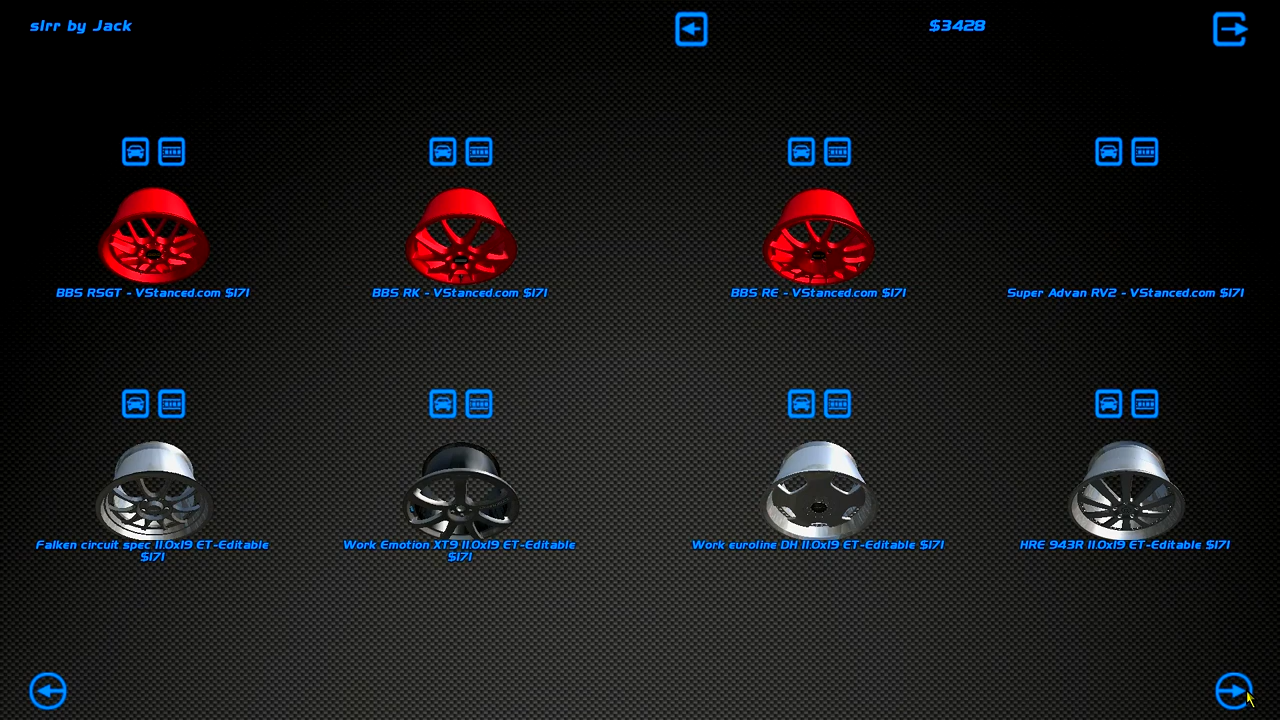 slrr by Jack
$3428
BBS RSGT - VStanced.com $171
BBS RK - VStanced.com $171
BBS RE - VStanced.com $171
Super Advan RV2 - VStanced.com $171
Falken circuit spec 11.0x19 ET-Editable
$171
Work Emotion XT9 11.0x19 ET-Editable
$171
Work euroline DH 11.0x19 ET-Editable $171
HRE 943R 11.0x19 ET-Editable $171